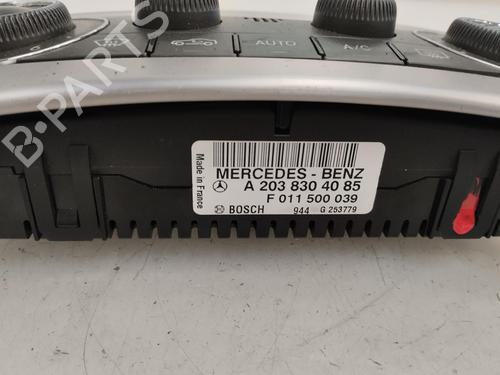 C
AUTO
A/C
B-PARTS
Made in France
MERCEDES - BENZ
A 203 830 40 85
F 011 500 039
BOSCH 944 G 253779